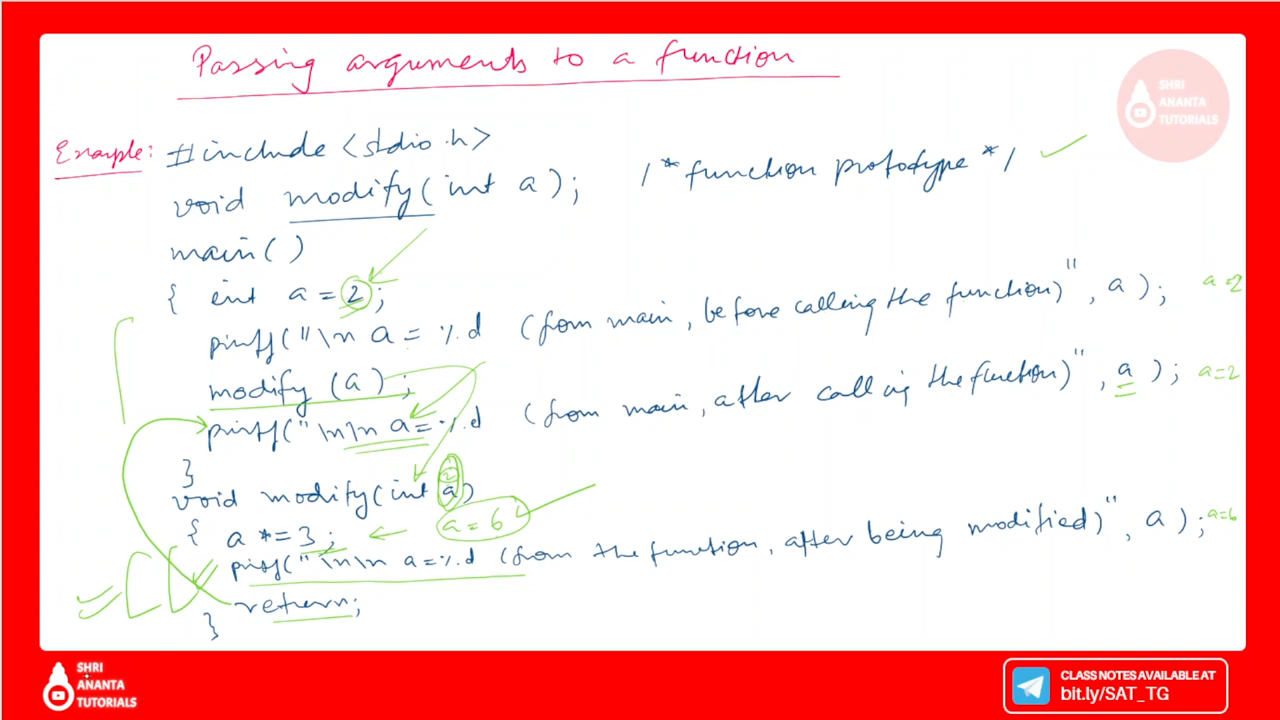 Passing arguments to a function
SHRI
ANANTA
TUTORIALS
Example: #include <stdio.h>
void modify(int a); /*function prototype*/
main()
{ int a = 2;
printf("\n a = %d (from main, before calling the function)", a); a=2
modify (a);
printf("\n\n a = %d (from main, after calling the function)", a); a=2
}
void modify(int a) 2
{ a *= 3; a = 6
printf("\n\n a=%d (from the function, after being modified)", a); a=6
return;
}
SHRI
ANANTA
TUTORIALS
CLASS NOTES AVAILABLE AT
bit.ly/SAT_TG